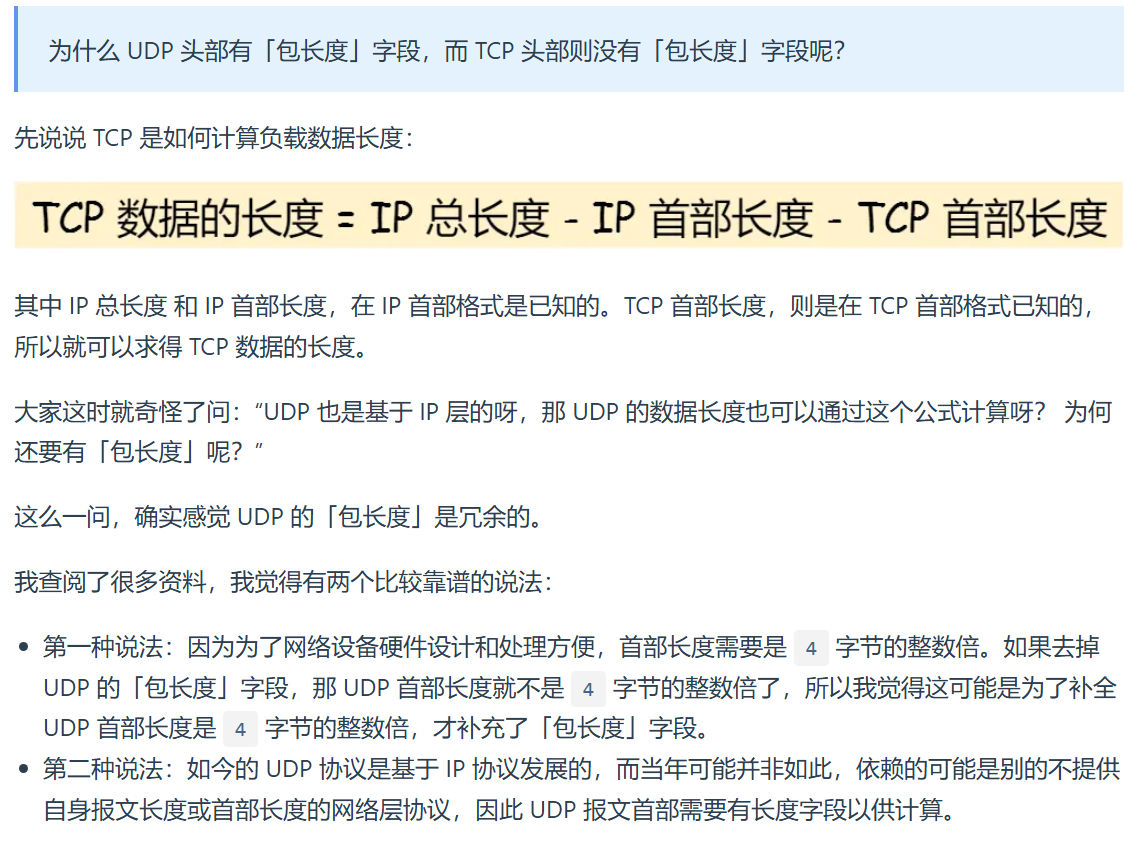 为什么 UDP 头部有「包长度」字段，而 TCP 头部则没有「包长度」字段呢？
先说说 TCP 是如何计算负载数据长度：
TCP 数据的长度 = IP 总长度 - IP 首部长度 - TCP 首部长度
其中 IP 总长度 和 IP 首部长度，在 IP 首部格式是已知的。TCP 首部长度，则是在 TCP 首部格式已知的，
所以就可以求得 TCP 数据的长度。
大家这时就奇怪了问：“UDP 也是基于 IP 层的呀，那 UDP 的数据长度也可以通过这个公式计算呀？ 为何
还要有「包长度」呢？”
这么一问，确实感觉 UDP 的「包长度」是冗余的。
我查阅了很多资料，我觉得有两个比较靠谱的说法：
• 第一种说法：因为为了网络设备硬件设计和处理方便，首部长度需要是 4 字节的整数倍。如果去掉
UDP 的「包长度」字段，那 UDP 首部长度就不是 4 字节的整数倍了，所以我觉得这可能是为了补全
UDP 首部长度是 4 字节的整数倍，才补充了「包长度」字段。
• 第二种说法：如今的 UDP 协议是基于 IP 协议发展的，而当年可能并非如此，依赖的可能是别的不提供
自身报文长度或首部长度的网络层协议，因此 UDP 报文首部需要有长度字段以供计算。